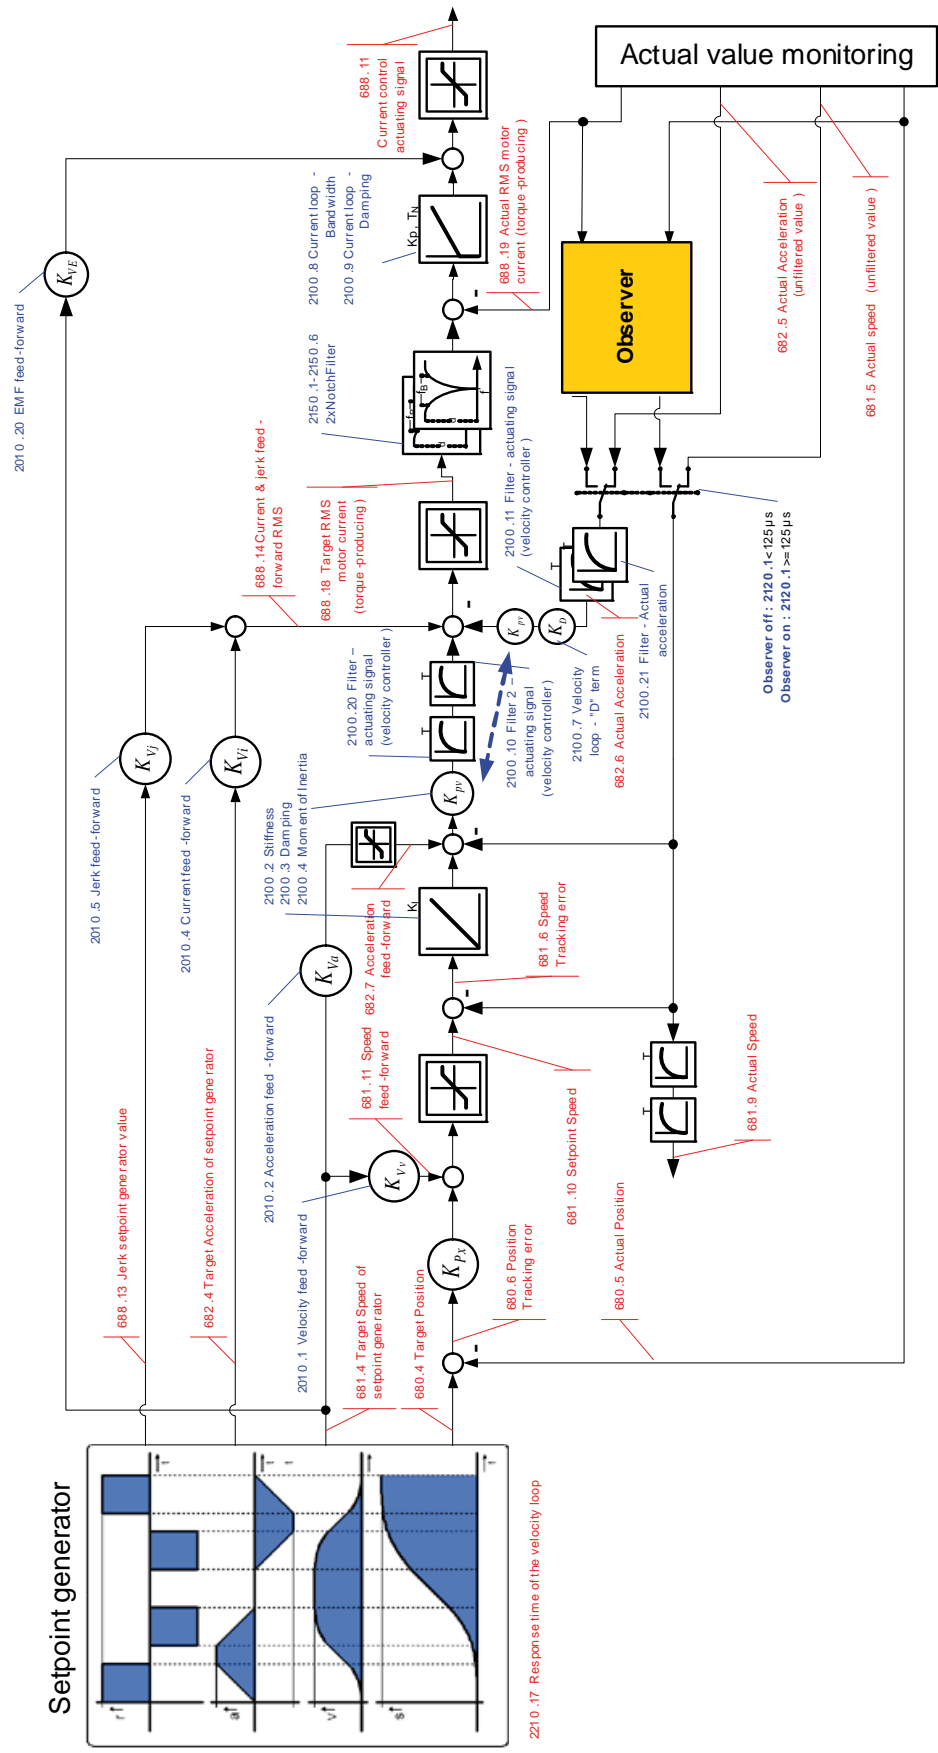 Setpoint generator
r
a
v
s
2210.17 Response time of the velocity loop
688.13 Jerk setpoint generator value
682.4 Target Acceleration of setpoint generator
681.4 Target Speed of
setpoint generator
680.4 Target Position
2010.1 Velocity feed-forward
2010.2 Acceleration feed-forward
2010.5 Jerk feed-forward
2010.4 Current feed-forward
2010.20 EMF feed-forward
K VE
K Vj
K Vi
K Va
K Vv
K Px
680.6 Position
Tracking error
680.5 Actual Position
681.11 Speed
feed-forward
682.7 Acceleration
feed-forward
681.10 Setpoint Speed
681.6 Speed
Tracking error
681.9 Actual Speed
T
T
K I
2100.2 Stiffness
2100.3 Damping
2100.4 Moment of Inertia
K pv
T
T
2100.20 Filter –
actuating signal
(velocity controller)
2100.10 Filter 2 –
actuating signal
(velocity controller)
K pv
K D
2100.7 Velocity
loop - "D" term
682.6 Actual Acceleration
2100.21 Filter - Actual
acceleration
T
T
2100.11 Filter - actuating signal
(velocity controller)
688.14 Current & jerk feed-
forward RMS
688.18 Target RMS
motor current
(torque-producing)
2150.1-2150.6
2xNotchFilter
f B
f
688.19 Actual RMS motor
current (torque-producing)
Kp, T N
2100.8 Current loop -
Bandwidth
2100.9 Current loop -
Damping
688.11
Current control
actuating signal
Observer
Observer off: 2120.1<125µs
Observer on: 2120.1>=125µs
682.5 Actual Acceleration
(unfiltered value)
681.5 Actual speed (unfiltered value)
Actual value monitoring